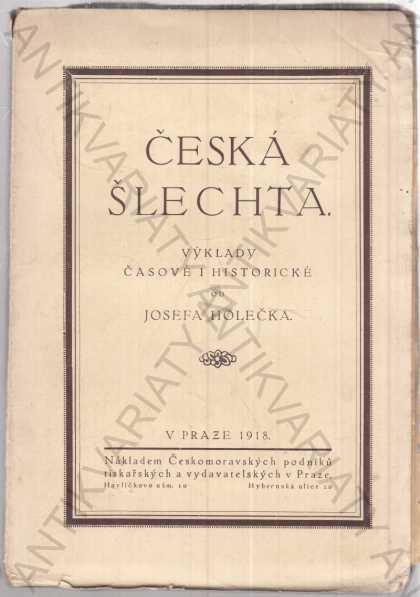 ČESKÁ
ŠLECHTA.
VÝKLADY
ČASOVÉ I HISTORICKÉ
OD
JOSEFA HOLEČKA.
V PRAZE 1918.
Nákladem Českomoravských podniků
tiskařských a vydavatelských v Praze.
Havlíčkovo nám. 10 Hybernská ulice 20
ANTIKVARIATY ANTIKVARIATY ANTIKVARIATY